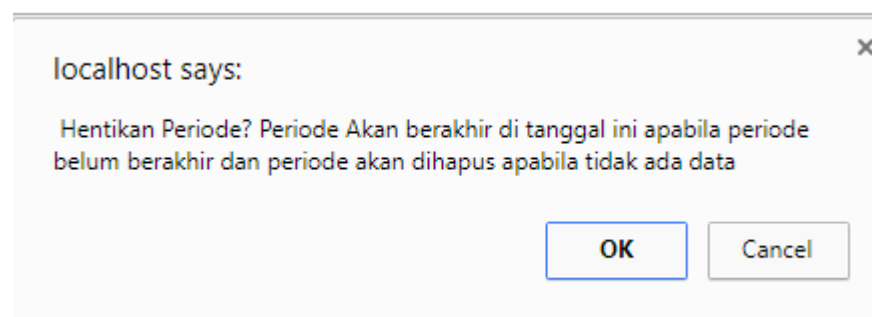 localhost says:
Hentikan Periode? Periode Akan berakhir di tanggal ini apabila periode
belum berakhir dan periode akan dihapus apabila tidak ada data
OK Cancel